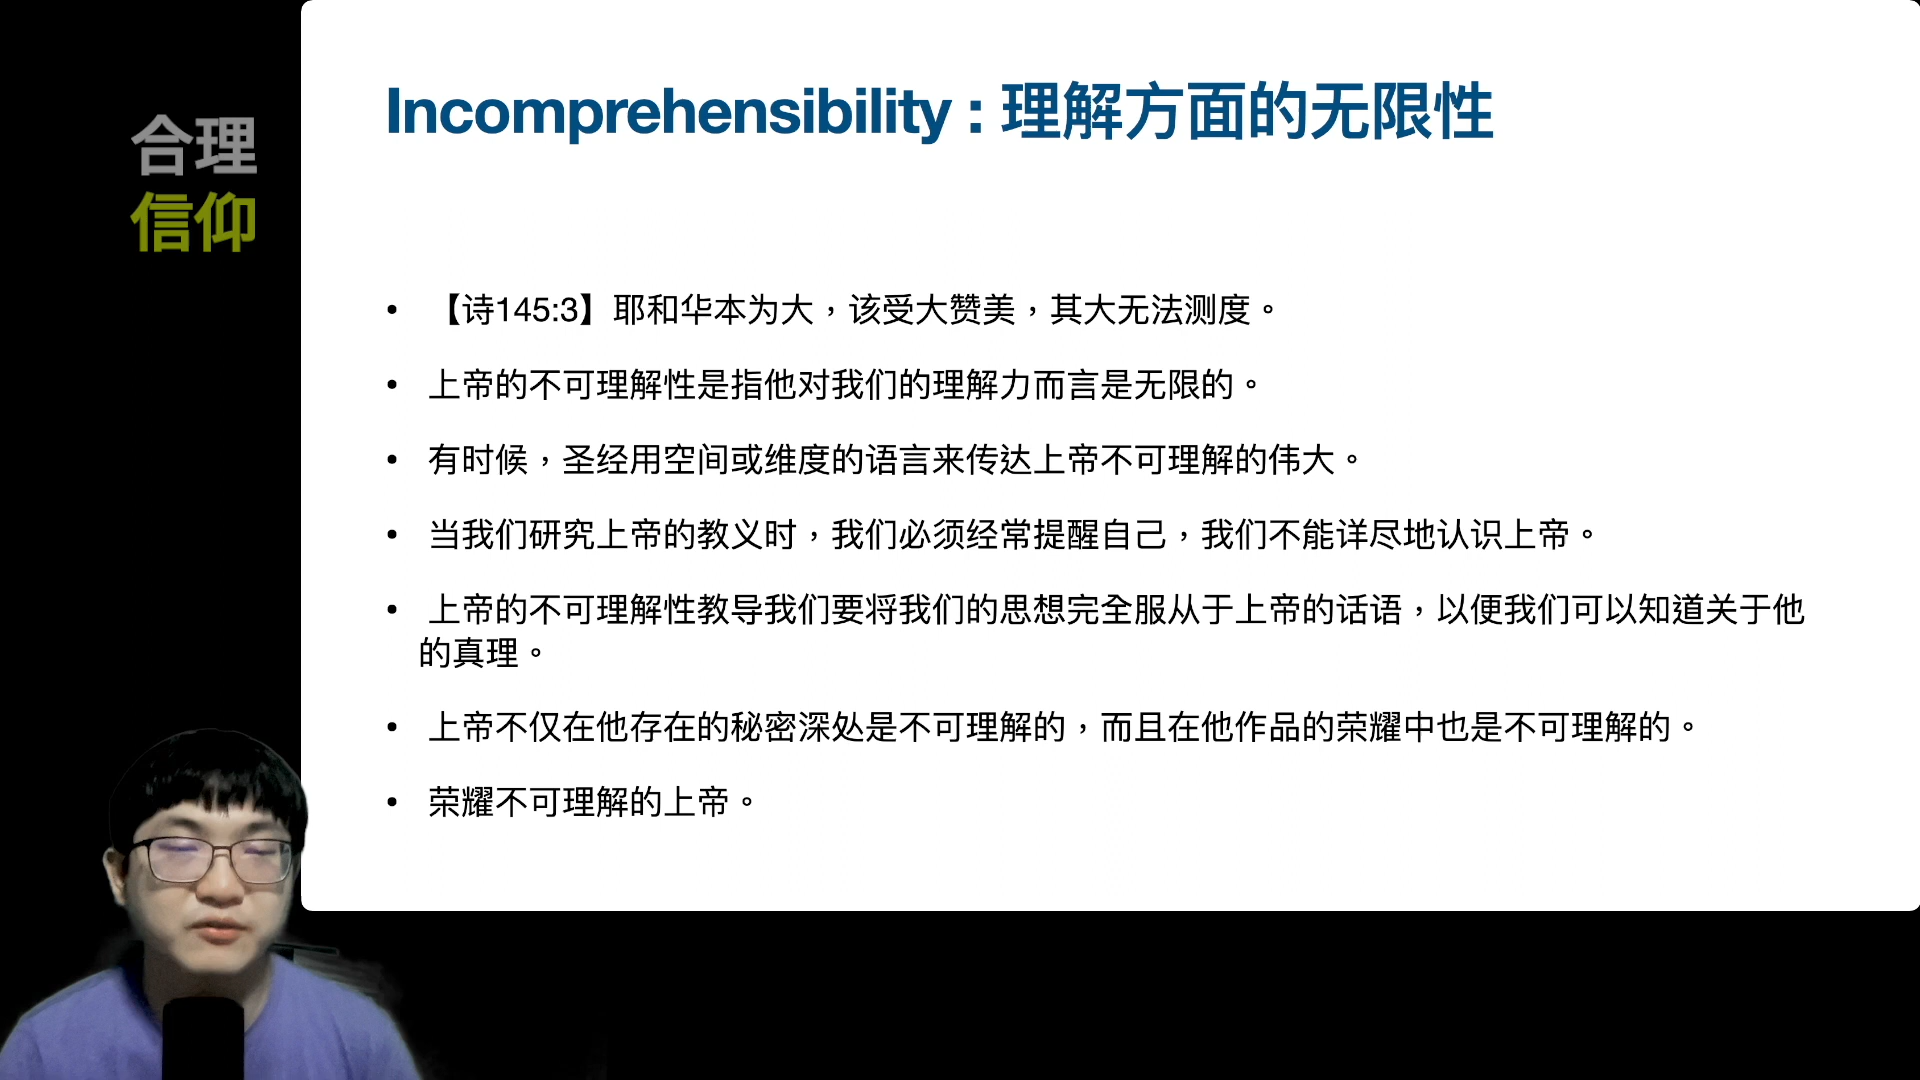 合理
信仰
Incomprehensibility : 理解方面的无限性
• 【诗145:3】耶和华本为大，该受大赞美，其大无法测度。
• 上帝的不可理解性是指他对我们的理解力而言是无限的。
• 有时候，圣经用空间或维度的语言来传达上帝不可理解的伟大。
• 当我们研究上帝的教义时，我们必须经常提醒自己，我们不能详尽地认识上帝。
• 上帝的不可理解性教导我们要将我们的思想完全服从于上帝的话语，以便我们可以知道关于他
的真理。
• 上帝不仅在他存在的秘密深处是不可理解的，而且在他作品的荣耀中也是不可理解的。
• 荣耀不可理解的上帝。